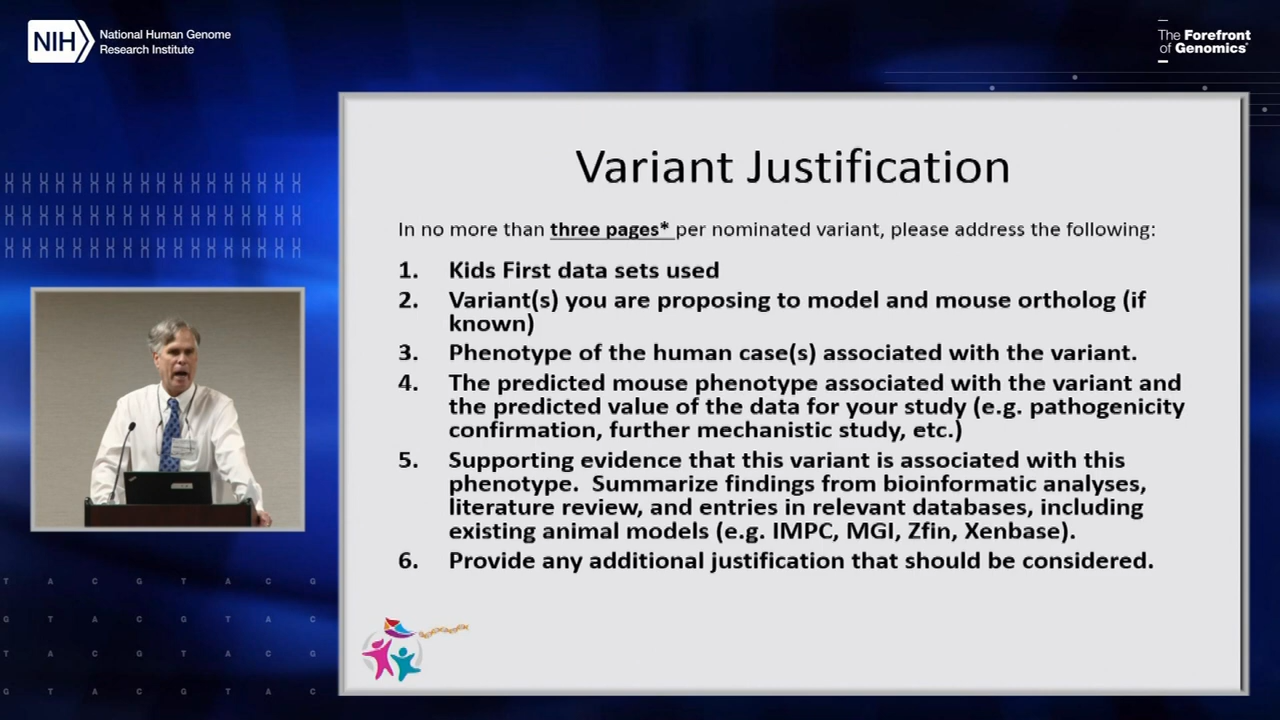 NIH
National Human Genome
Research Institute
The Forefront
of Genomics®
Variant Justification
In no more than three pages* per nominated variant, please address the following:
1. Kids First data sets used
2. Variant(s) you are proposing to model and mouse ortholog (if
known)
3. Phenotype of the human case(s) associated with the variant.
4. The predicted mouse phenotype associated with the variant and
the predicted value of the data for your study (e.g. pathogenicity
confirmation, further mechanistic study, etc.)
5. Supporting evidence that this variant is associated with this
phenotype. Summarize findings from bioinformatic analyses,
literature review, and entries in relevant databases, including
existing animal models (e.g. IMPC, MGI, Zfin, Xenbase).
6. Provide any additional justification that should be considered.
T A C G T A C G
G T A C G T A C
T A C G T A C G
G T A C G T A C